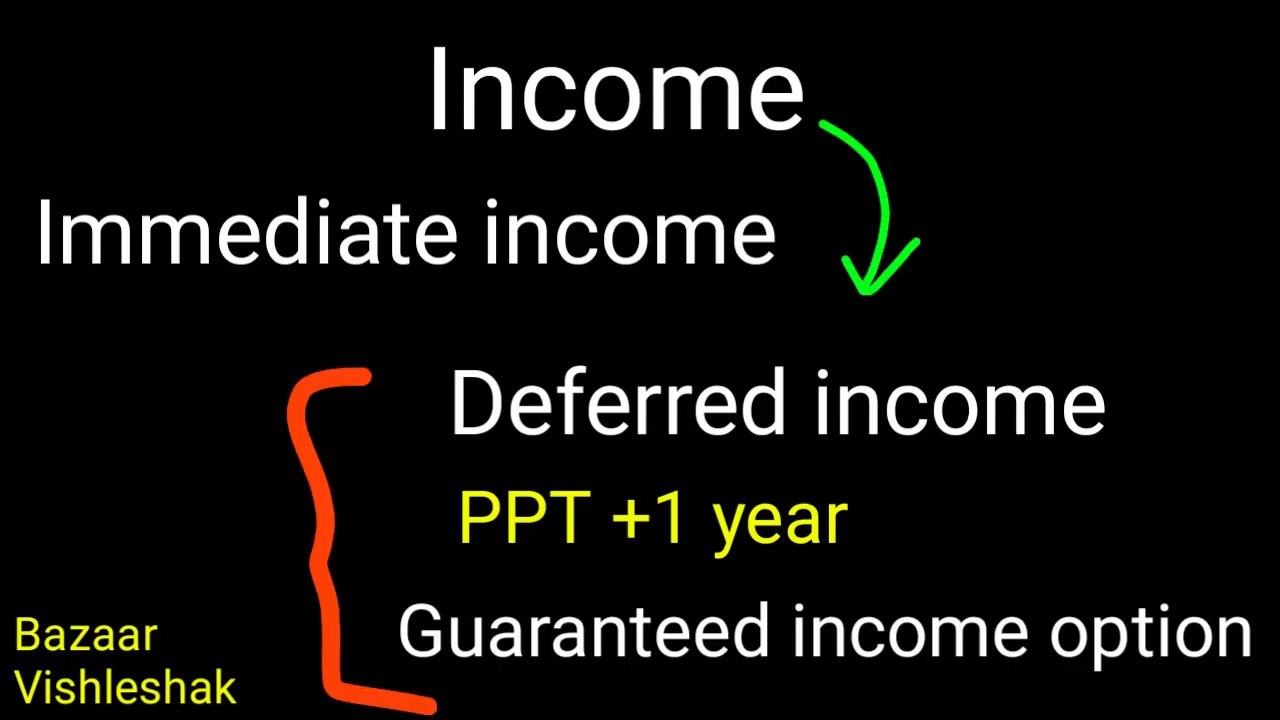 Income
Immediate income
Deferred income
PPT +1 year
Guaranteed income option
Bazaar
Vishleshak